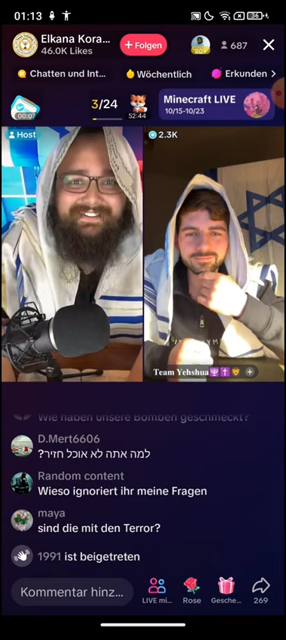 01:13
54
Elkana Kora...
46.0K Likes
+ Folgen
687
Chatten und Int...
Wöchentlich
Erkunden >
00:07
3/24
52:44
Minecraft LIVE
10/15-10/23
Host
2.3K
Team Yehshua
Wie haben unsere Bomben geschmeckt?
D.Mert6606
למה אתה לא אוכל חזיר?
Random content
Wieso ignoriert ihr meine Fragen
maya
sind die mit den Terror?
1991 ist beigetreten
Kommentar hinz...
LIVE mi...
Rose
Gesche...
269